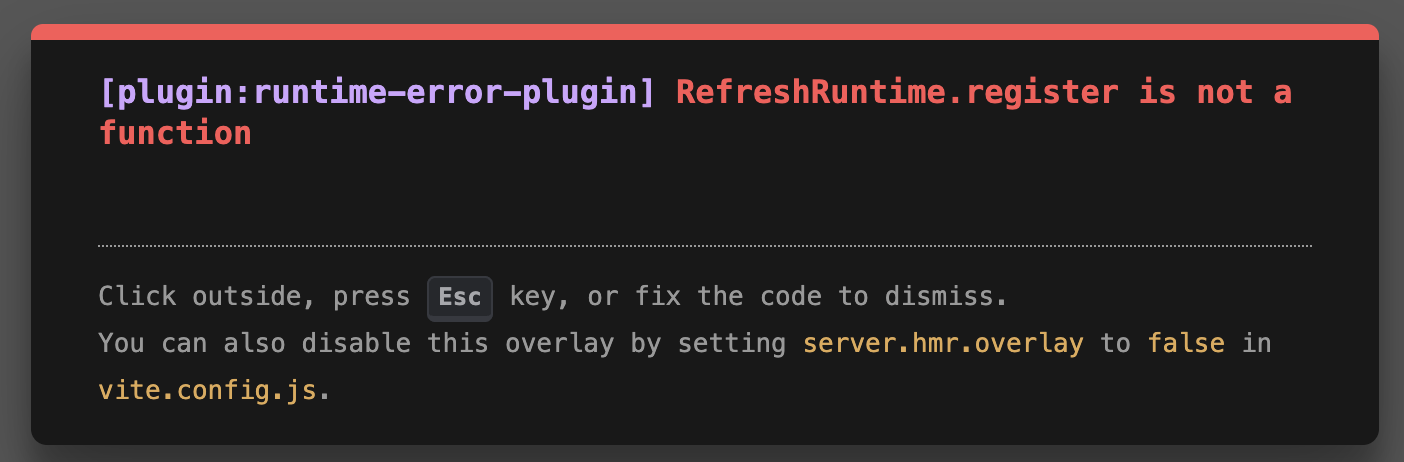 [plugin:runtime-error-plugin] RefreshRuntime.register is not a
function
Click outside, press Esc key, or fix the code to dismiss.
You can also disable this overlay by setting server.hmr.overlay to false in
vite.config.js.